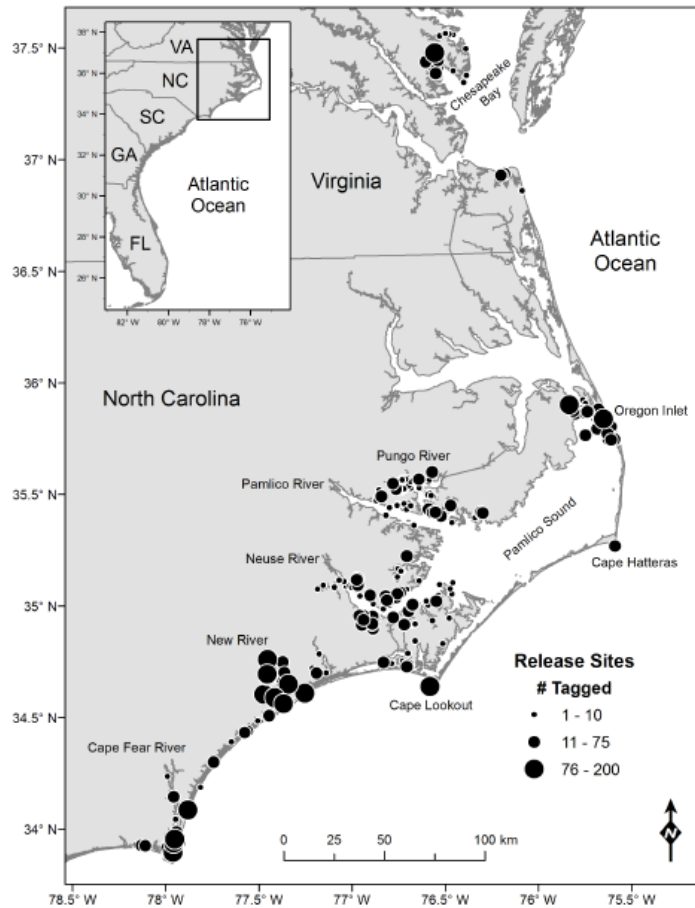 37.5°N
37°N
36.5°N
36°N
35.5°N
35°N
34.5°N
34°N
78.5°W
78°W
77.5°W
77°W
76.5°W
76°W
75.5°W
38° N
36° N
34° N
32° N
30° N
28° N
26° N
82° W
80° W
78° W
76° W
VA
NC
SC
GA
FL
Atlantic
Ocean
Chesapeake
Bay
Virginia
Atlantic
Ocean
North Carolina
Oregon Inlet
Pungo River
Pamlico River
Pamlico Sound
Neuse River
Cape Hatteras
New River
Cape Lookout
Cape Fear River
Release Sites
# Tagged
1 - 10
11 - 75
76 - 200
0 25 50 100 km
N